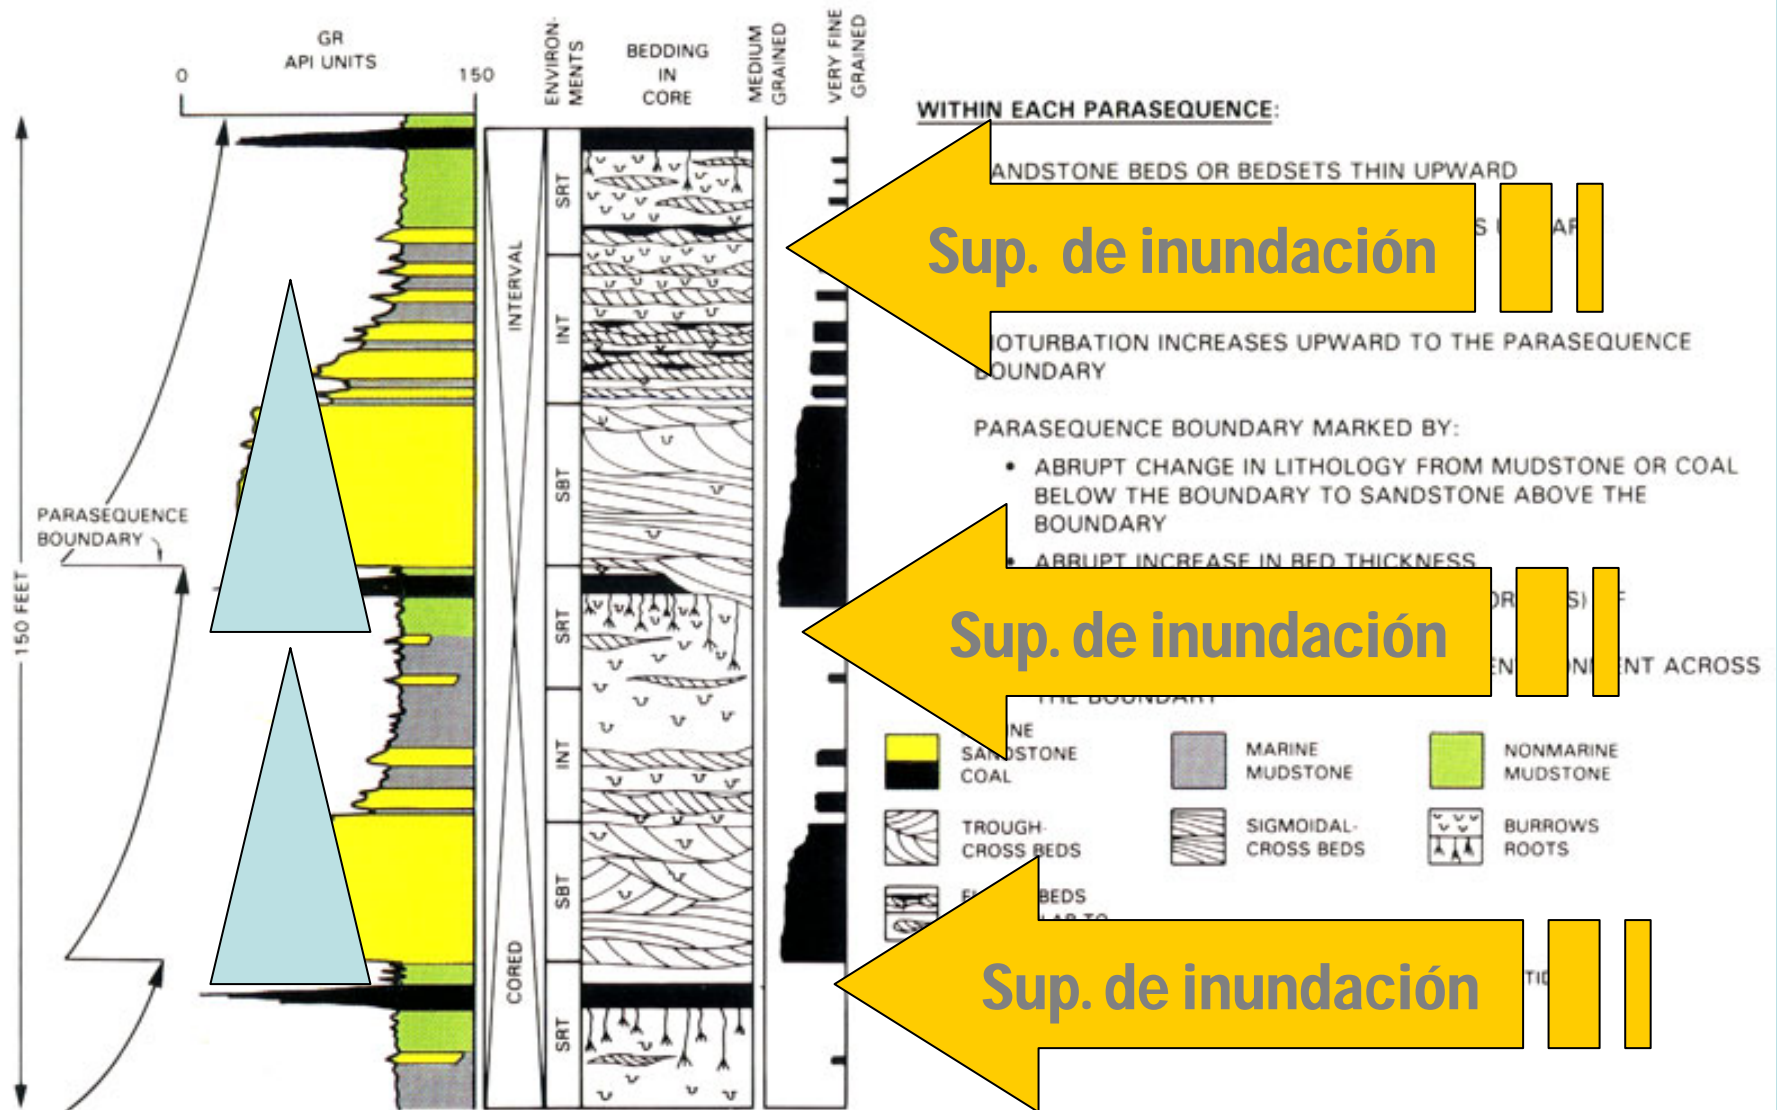 GR
API UNITS
0
150
ENVIRON-
MENTS
BEDDING
IN
CORE
MEDIUM
GRAINED
VERY FINE
GRAINED
150 FEET
PARASEQUENCE
BOUNDARY
INTERVAL
CORED
SRT
INT
SBT
SRT
INT
SBT
SRT
WITHIN EACH PARASEQUENCE:
ANDSTONE BEDS OR BEDSETS THIN UPWARD
Sup. de inundación
IOTURBATION INCREASES UPWARD TO THE PARASEQUENCE
BOUNDARY
PARASEQUENCE BOUNDARY MARKED BY:
• ABRUPT CHANGE IN LITHOLOGY FROM MUDSTONE OR COAL
BELOW THE BOUNDARY TO SANDSTONE ABOVE THE
BOUNDARY
• ABRUPT INCREASE IN BED THICKNESS
Sup. de inundación
ACROSS
THE BOUNDARY
SANDSTONE
COAL
MARINE
MUDSTONE
NONMARINE
MUDSTONE
TROUGH-
CROSS BEDS
SIGMOIDAL-
CROSS BEDS
BURROWS
ROOTS
BEDS
TO
Sup. de inundación